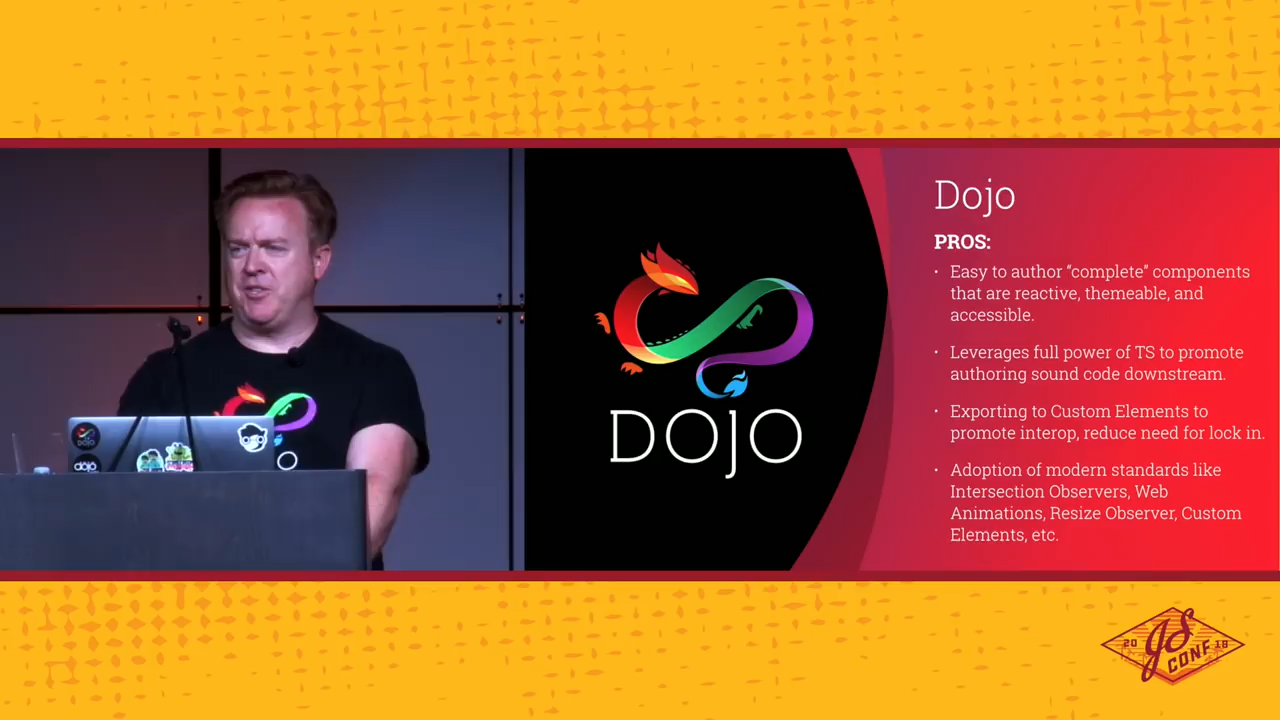 Dojo
PROS:
· Easy to author “complete” components
that are reactive, themeable, and
accessible.
· Leverages full power of TS to promote
authoring sound code downstream.
· Exporting to Custom Elements to
promote interop, reduce need for lock in.
· Adoption of modern standards like
Intersection Observers, Web
Animations, Resize Observer, Custom
Elements, etc.
DOJO
DOJO
dojo
20 JS 18
CONF